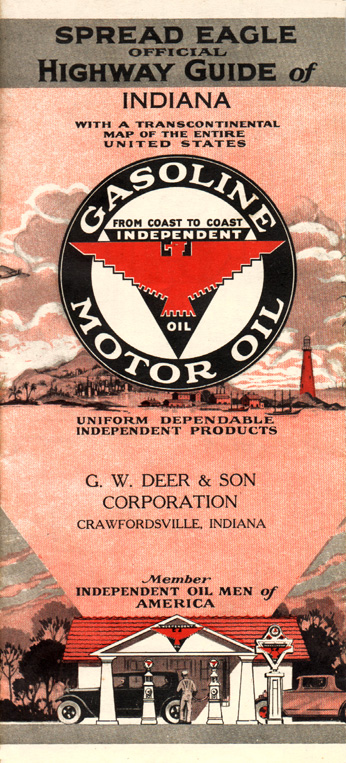 SPREAD EAGLE
OFFICIAL
HIGHWAY GUIDE of
INDIANA
WITH A TRANSCONTINENTAL
MAP OF THE ENTIRE
UNITED STATES
GASOLINE
FROM COAST TO COAST
INDEPENDENT
OIL
MOTOR OIL
UNIFORM DEPENDABLE
INDEPENDENT PRODUCTS
G. W. DEER & SON
CORPORATION
CRAWFORDSVILLE, INDIANA
Member
INDEPENDENT OIL MEN of
AMERICA